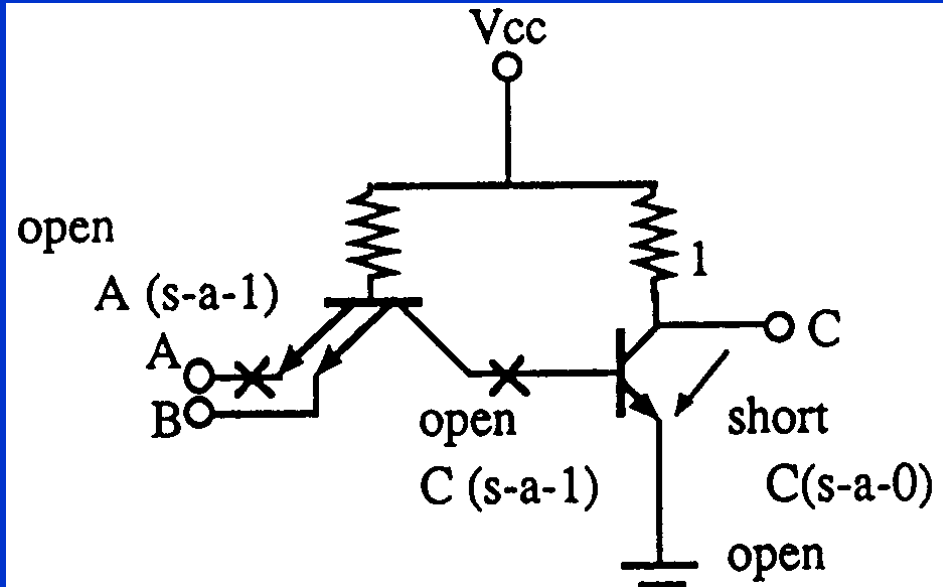 Vcc
open
1
A (s-a-1)
A
C
B
open
short
C (s-a-1)
C(s-a-0)
open